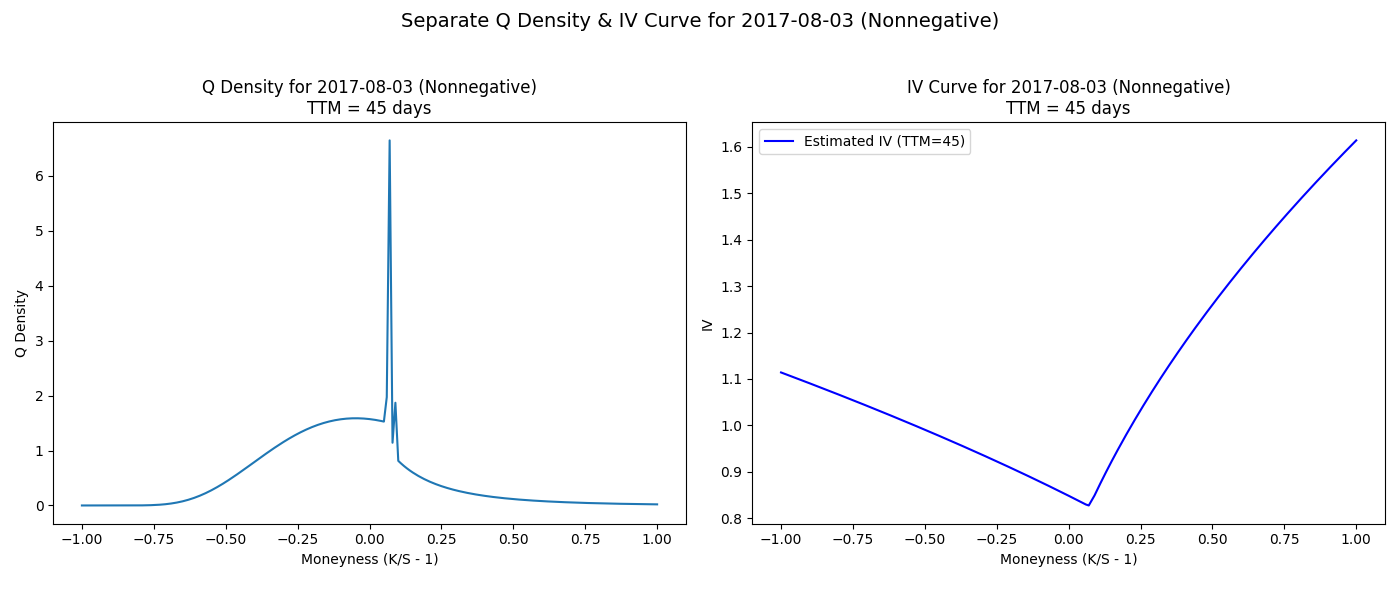 Separate Q Density & IV Curve for 2017-08-03 (Nonnegative)
Q Density for 2017-08-03 (Nonnegative)
TTM = 45 days
Q Density
6
5
4
3
2
1
0
−1.00 −0.75 −0.50 −0.25 0.00 0.25 0.50 0.75 1.00
Moneyness (K/S - 1)
IV Curve for 2017-08-03 (Nonnegative)
TTM = 45 days
Estimated IV (TTM=45)
IV
1.6
1.5
1.4
1.3
1.2
1.1
1.0
0.9
0.8
−1.00 −0.75 −0.50 −0.25 0.00 0.25 0.50 0.75 1.00
Moneyness (K/S - 1)